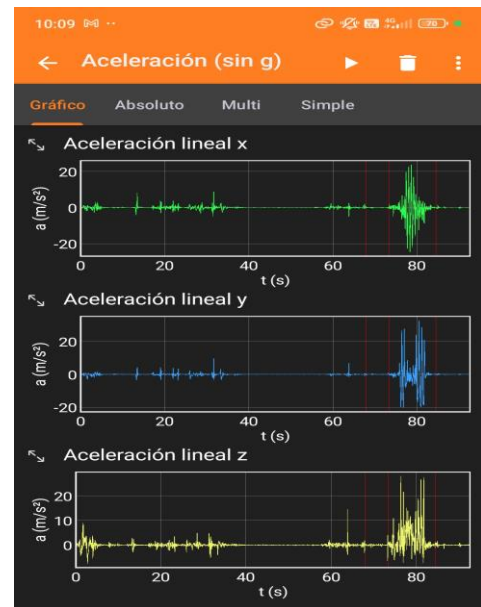 10:09 ··
4G 70
Aceleración (sin g)
Gráfico Absoluto Multi Simple
Aceleración lineal x
a (m/s²)
20
0
-20
0 20 40 60 80
t (s)
Aceleración lineal y
a (m/s²)
20
0
-20
0 20 40 60 80
t (s)
Aceleración lineal z
a (m/s²)
20
10
0
0 20 40 60 80
t (s)